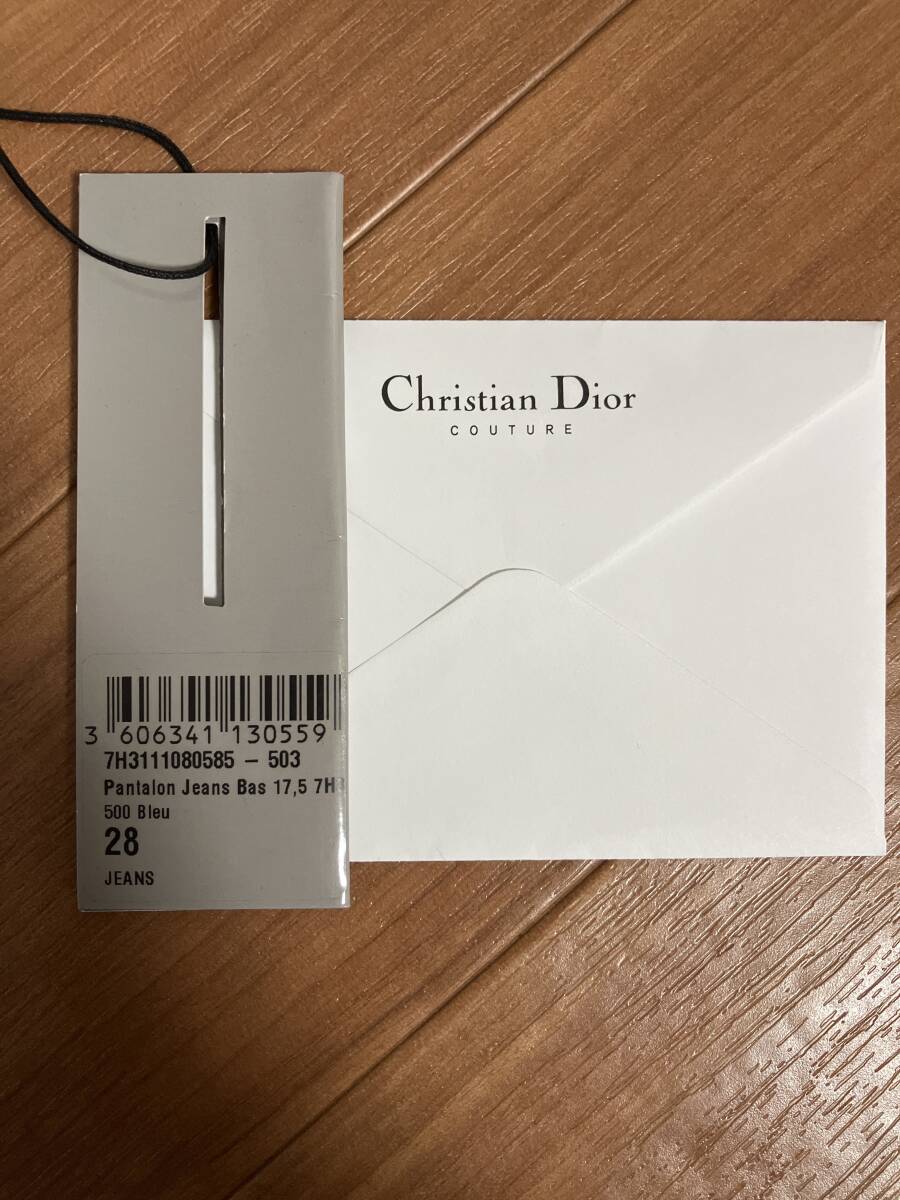 Christian Dior
COUTURE
3 606341 130559
7H3111080585 – 503
Pantalon Jeans Bas 17,5 7H
500 Bleu
28
JEANS